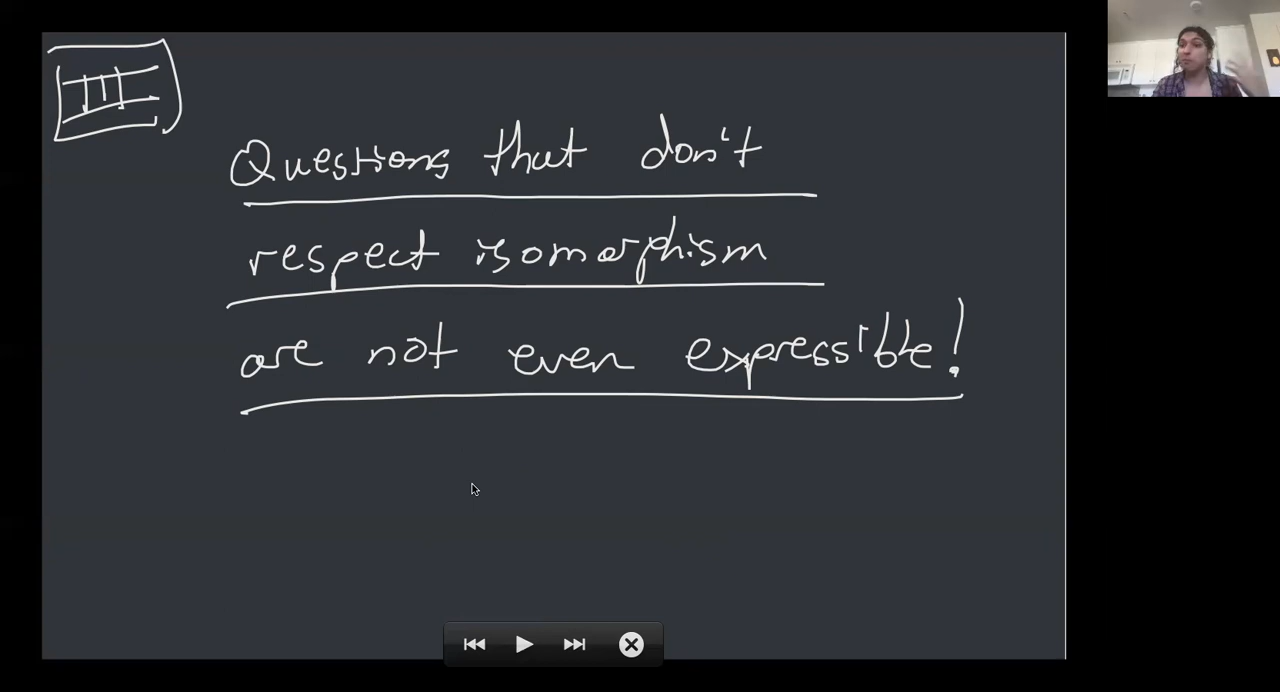 III
Questions that don't
respect isomorphism
are not even expressible!